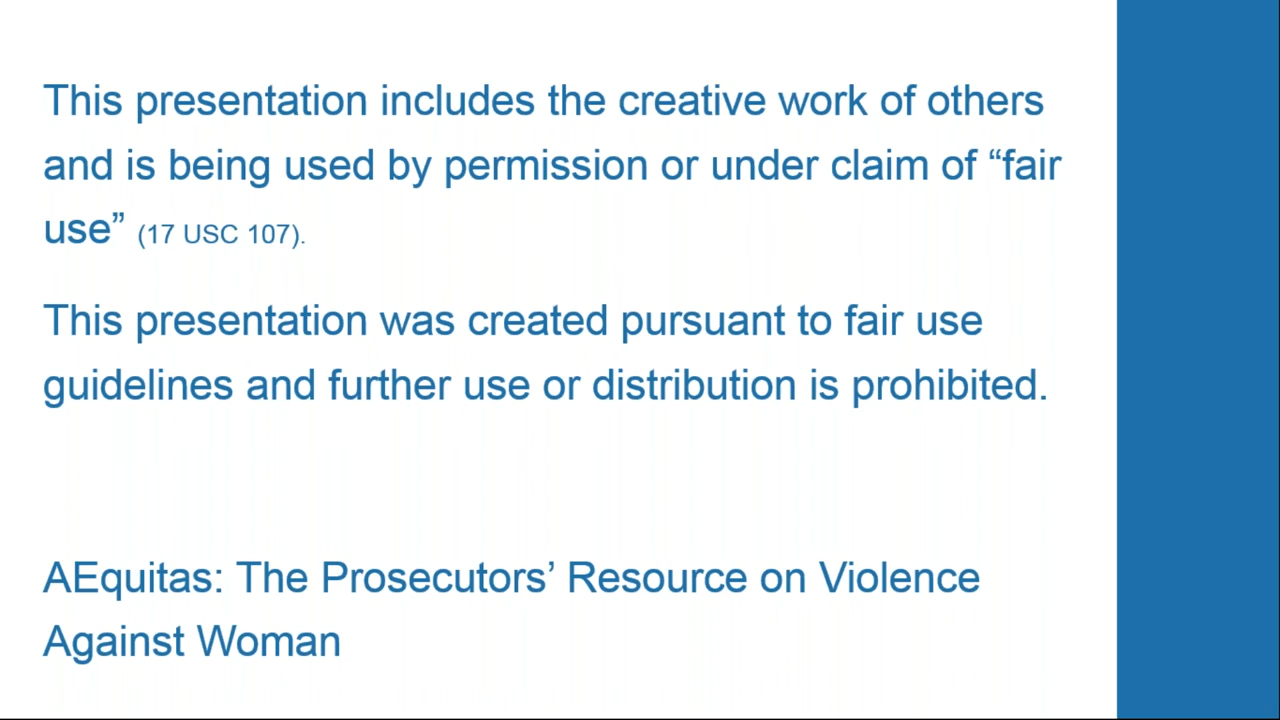 This presentation includes the creative work of others
and is being used by permission or under claim of “fair
use” (17 USC 107).
This presentation was created pursuant to fair use
guidelines and further use or distribution is prohibited.
AEquitas: The Prosecutors’ Resource on Violence
Against Woman